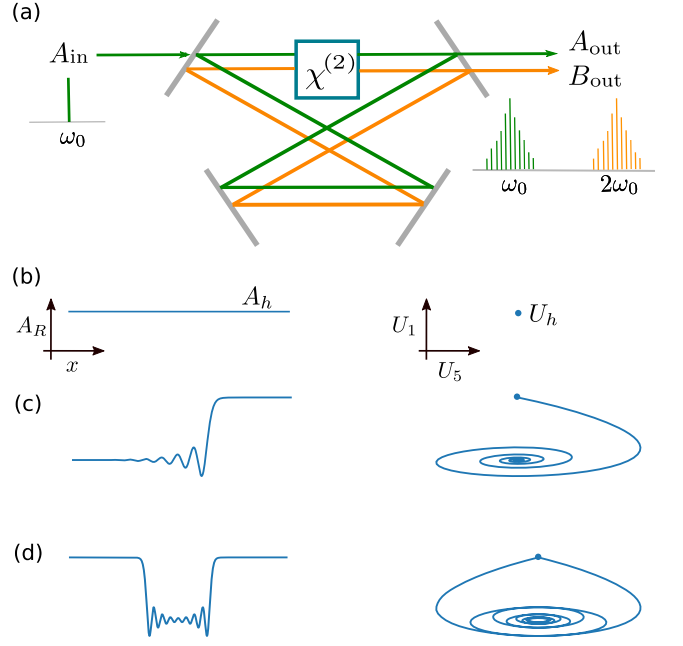 (a)
A_in
χ^(2)
A_out
B_out
ω_0
ω_0
2ω_0
(b)
A_R
A_h
x
U_1
U_h
U_5
(c)
(d)